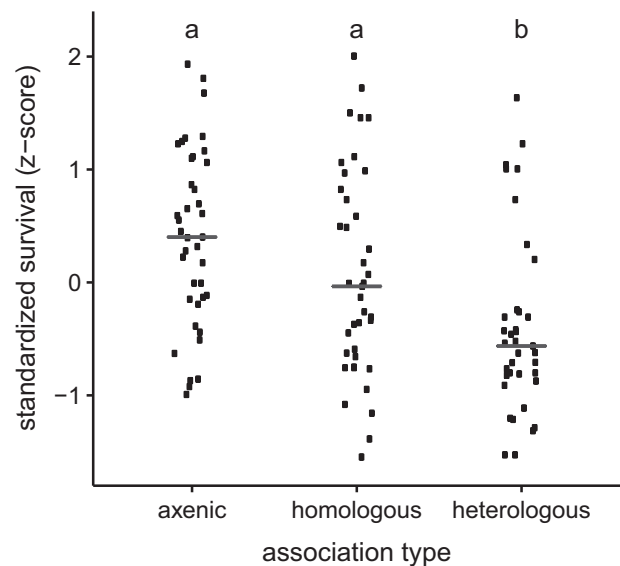 a a b
2
1
0
−1
standardized survival (z−score)
axenic homologous heterologous
association type